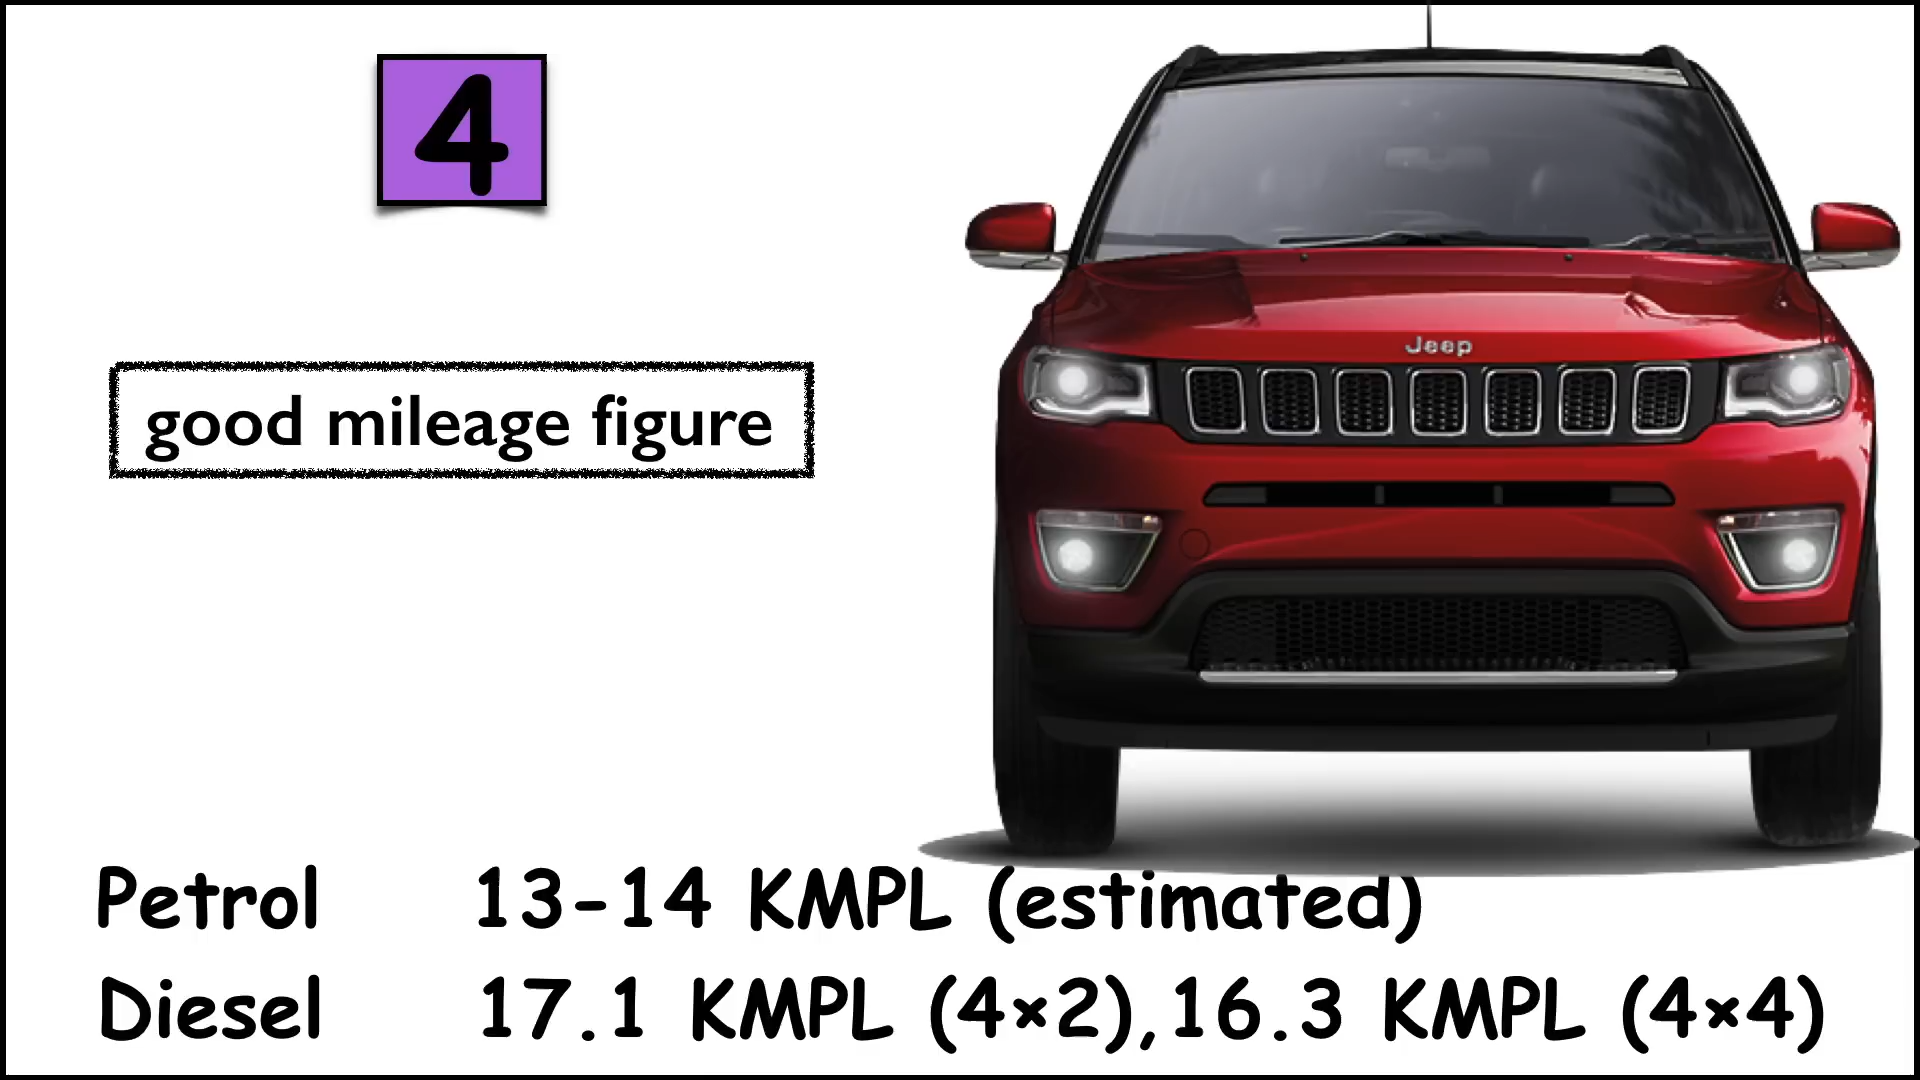 4
Jeep
good mileage figure
Petrol 13-14 KMPL (estimated)
Diesel 17.1 KMPL (4×2),16.3 KMPL (4×4)